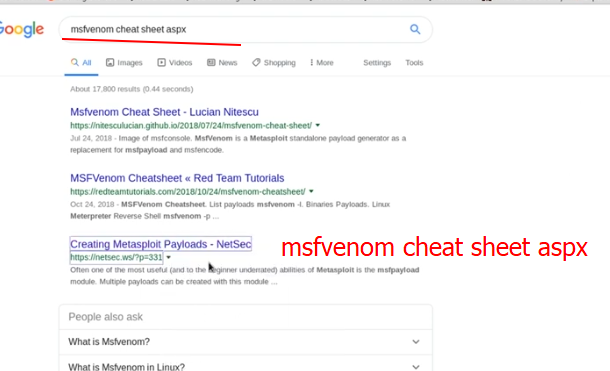 Google
msfvenom cheat sheet aspx
All Images Videos News Shopping More Settings Tools
About 17,800 results (0.44 seconds)
Msfvenom Cheat Sheet - Lucian Nitescu
https://nitesculucian.github.io/2018/07/24/msfvenom-cheat-sheet/
Jul 24, 2018 - Image of msfconsole. MsfVenom is a Metasploit standalone payload generator as a
replacement for msfpayload and msfencode.
MSFVenom Cheatsheet « Red Team Tutorials
https://redteamtutorials.com/2018/10/24/msfvenom-cheatsheet/
Oct 24, 2018 - MSFVenom Cheatsheet. List payloads msfvenom -l. Binaries Payloads. Linux
Meterpreter Reverse Shell msfvenom -p ...
Creating Metasploit Payloads - NetSec
https://netsec.ws/?p=331
msfvenom cheat sheet aspx
Often one of the most useful (and to the beginner underrated) abilities of Metasploit is the msfpayload
module. Multiple payloads can be created with this module ...
People also ask
What is Msfvenom?
What is Msfvenom in Linux?